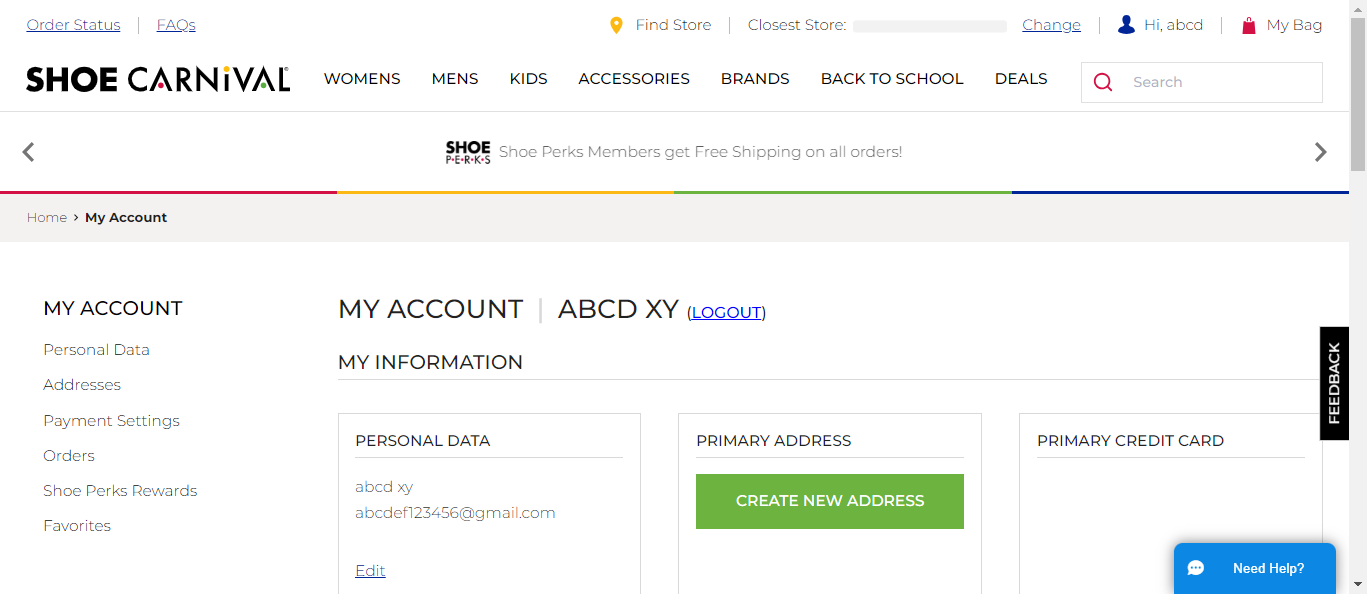 Order Status FAQs Find Store Closest Store: Change Hi, abcd My Bag
SHOE CARNiVAL® WOMENS MENS KIDS ACCESSORIES BRANDS BACK TO SCHOOL DEALS Search
SHOE P•E•R•K•S Shoe Perks Members get Free Shipping on all orders!
Home › My Account
MY ACCOUNT
Personal Data
Addresses
Payment Settings
Orders
Shoe Perks Rewards
Favorites
MY ACCOUNT | ABCD XY (LOGOUT)
MY INFORMATION
PERSONAL DATA
abcd xy
abcdef123456@gmail.com
Edit
PRIMARY ADDRESS
CREATE NEW ADDRESS
PRIMARY CREDIT CARD
FEEDBACK
Need Help?